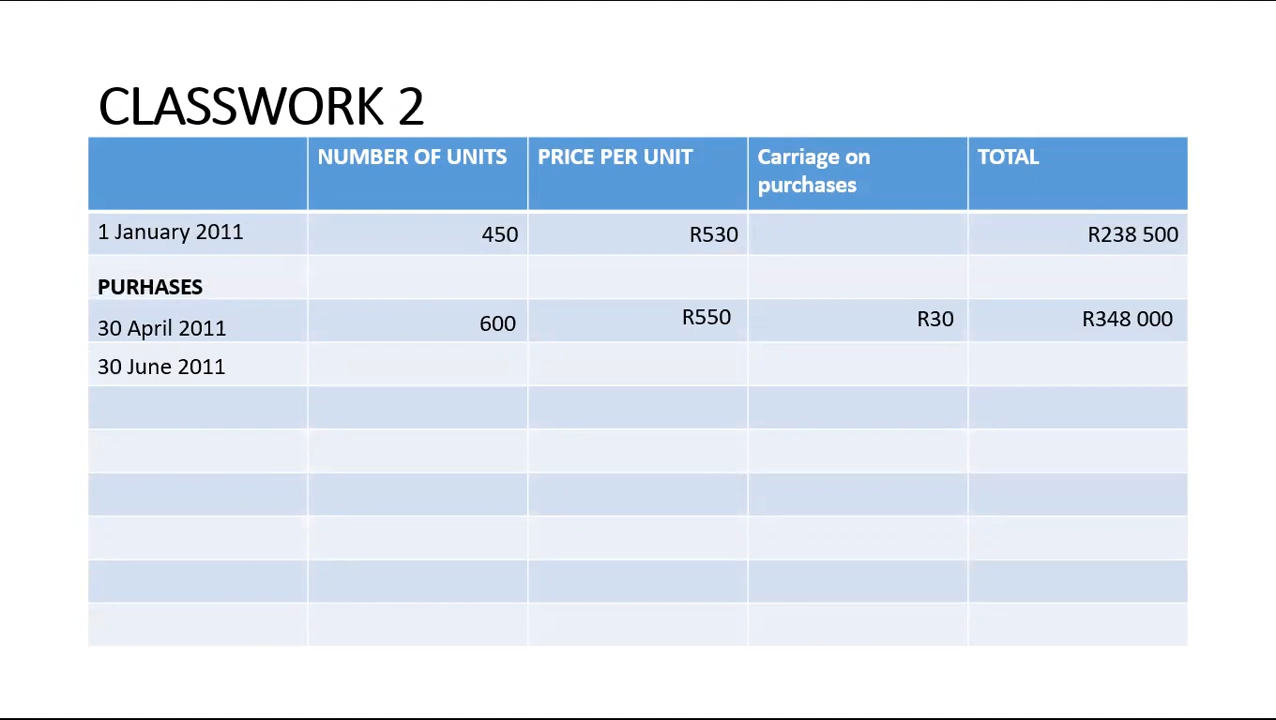 CLASSWORK 2
NUMBER OF UNITS PRICE PER UNIT Carriage on purchases TOTAL
1 January 2011 450 R530 R238 500
PURHASES
30 April 2011 600 R550 R30 R348 000
30 June 2011